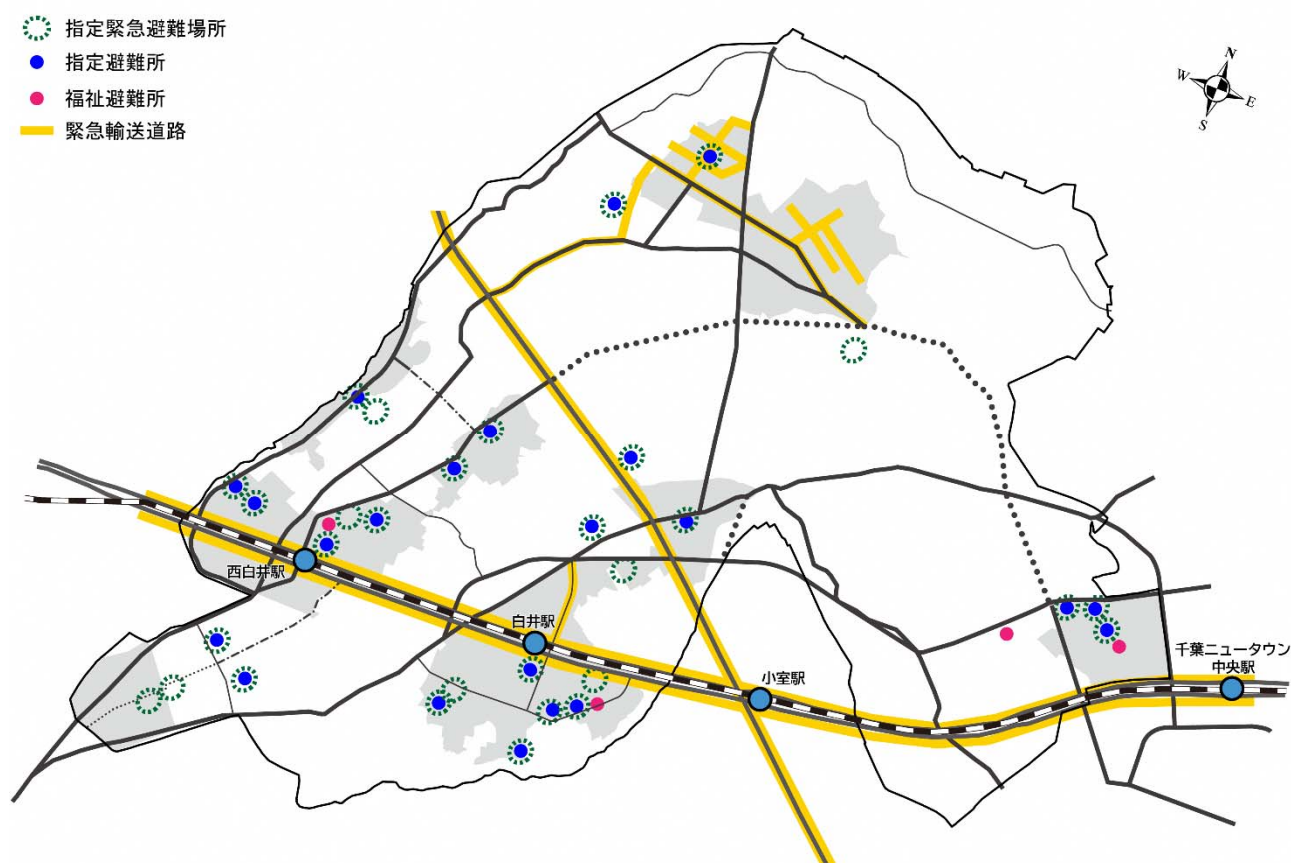 指定緊急避難場所
指定避難所
福祉避難所
緊急輸送道路
N
W
E
S
西白井駅
白井駅
小室駅
千葉ニュータウン
中央駅